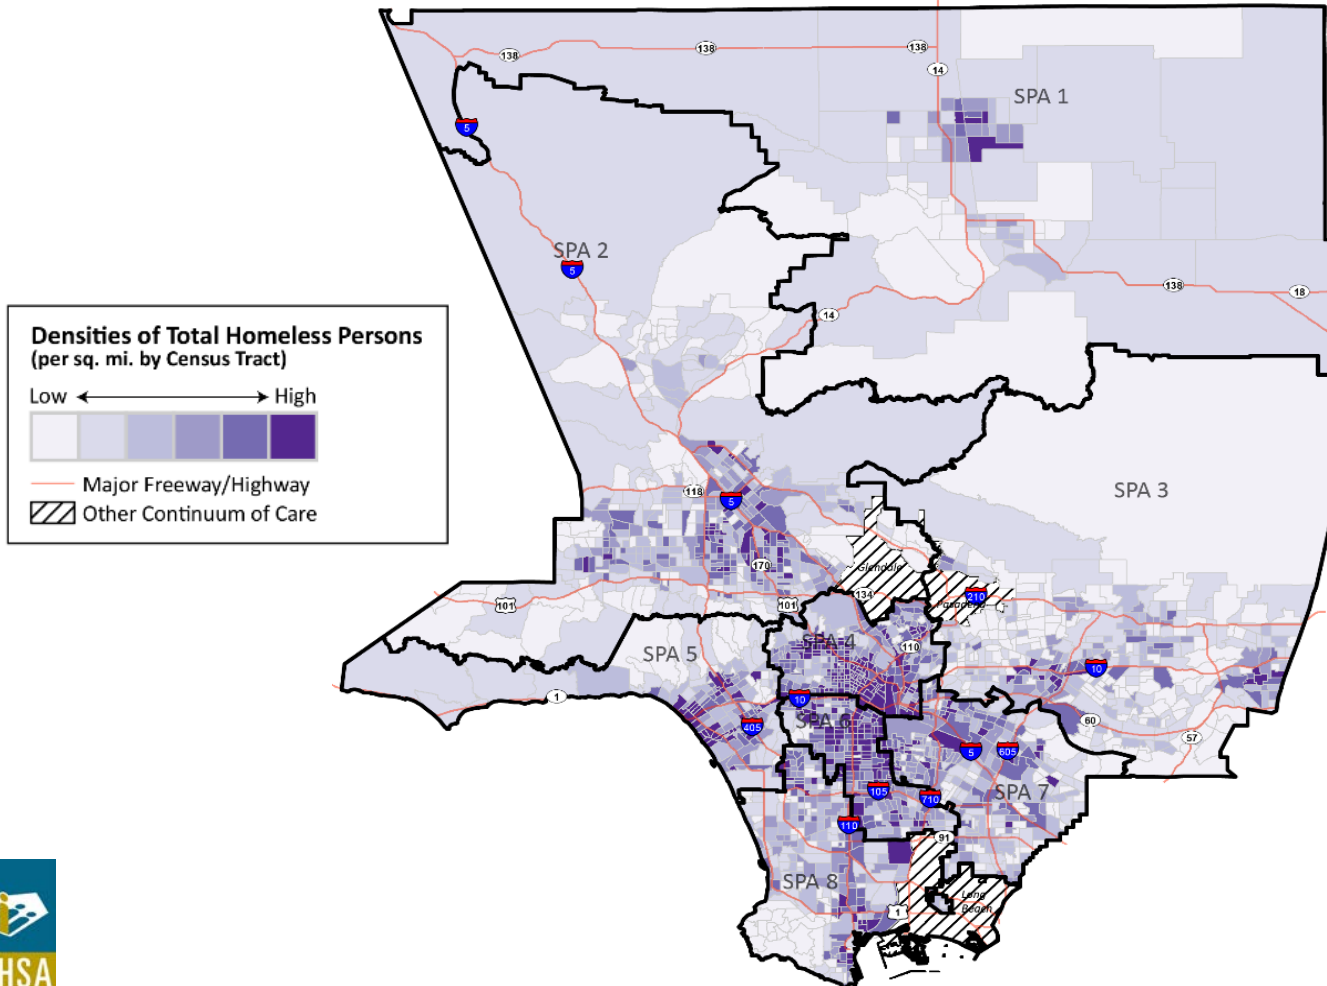 138
138
138
14
SPA 1
5
SPA 2
5
138
18
14
Densities of Total Homeless Persons
(per sq. mi. by Census Tract)
Low
High
Major Freeway/Highway
Other Continuum of Care
118
5
SPA 3
170
Glendale
134
210
Pasadena
101
101
SPA 4
110
SPA 5
10
1
10
SPA 6
405
60
57
5
605
105
710
SPA 7
110
91
SPA 8
1
Long
Beach
HSA